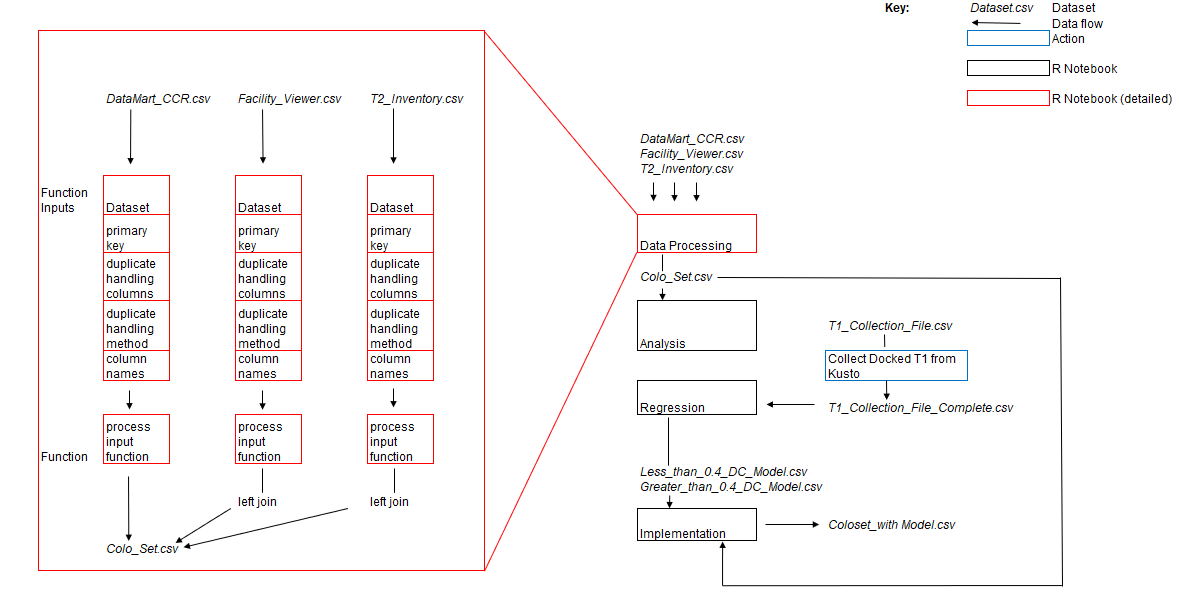 Key:
Dataset.csv Dataset
Data flow
Action
R Notebook
R Notebook (detailed)
DataMart_CCR.csv Facility_Viewer.csv T2_Inventory.csv
Function
Inputs
Dataset
primary
key
duplicate
handling
columns
duplicate
handling
method
column
names
Dataset
primary
key
duplicate
handling
columns
duplicate
handling
method
column
names
Dataset
primary
key
duplicate
handling
columns
duplicate
handling
method
column
names
Function
process
input
function
process
input
function
process
input
function
left join
left join
Colo_Set.csv
DataMart_CCR.csv
Facility_Viewer.csv
T2_Inventory.csv
Data Processing
Colo_Set.csv
Analysis
T1_Collection_File.csv
Collect Docked T1 from
Kusto
T1_Collection_File_Complete.csv
Regression
Less_than_0.4_DC_Model.csv
Greater_than_0.4_DC_Model.csv
Implementation
Coloset_with Model.csv